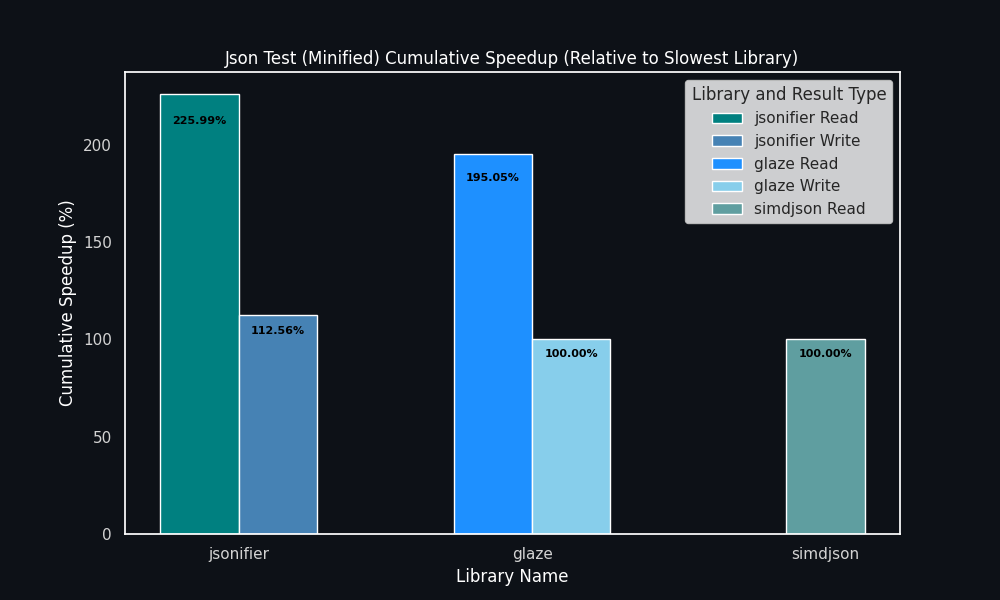 Json Test (Minified) Cumulative Speedup (Relative to Slowest Library)
Library and Result Type
jsonifier Read
jsonifier Write
glaze Read
glaze Write
simdjson Read
Cumulative Speedup (%)
200
150
100
50
0
225.99%
112.56%
195.05%
100.00%
100.00%
jsonifier
glaze
simdjson
Library Name